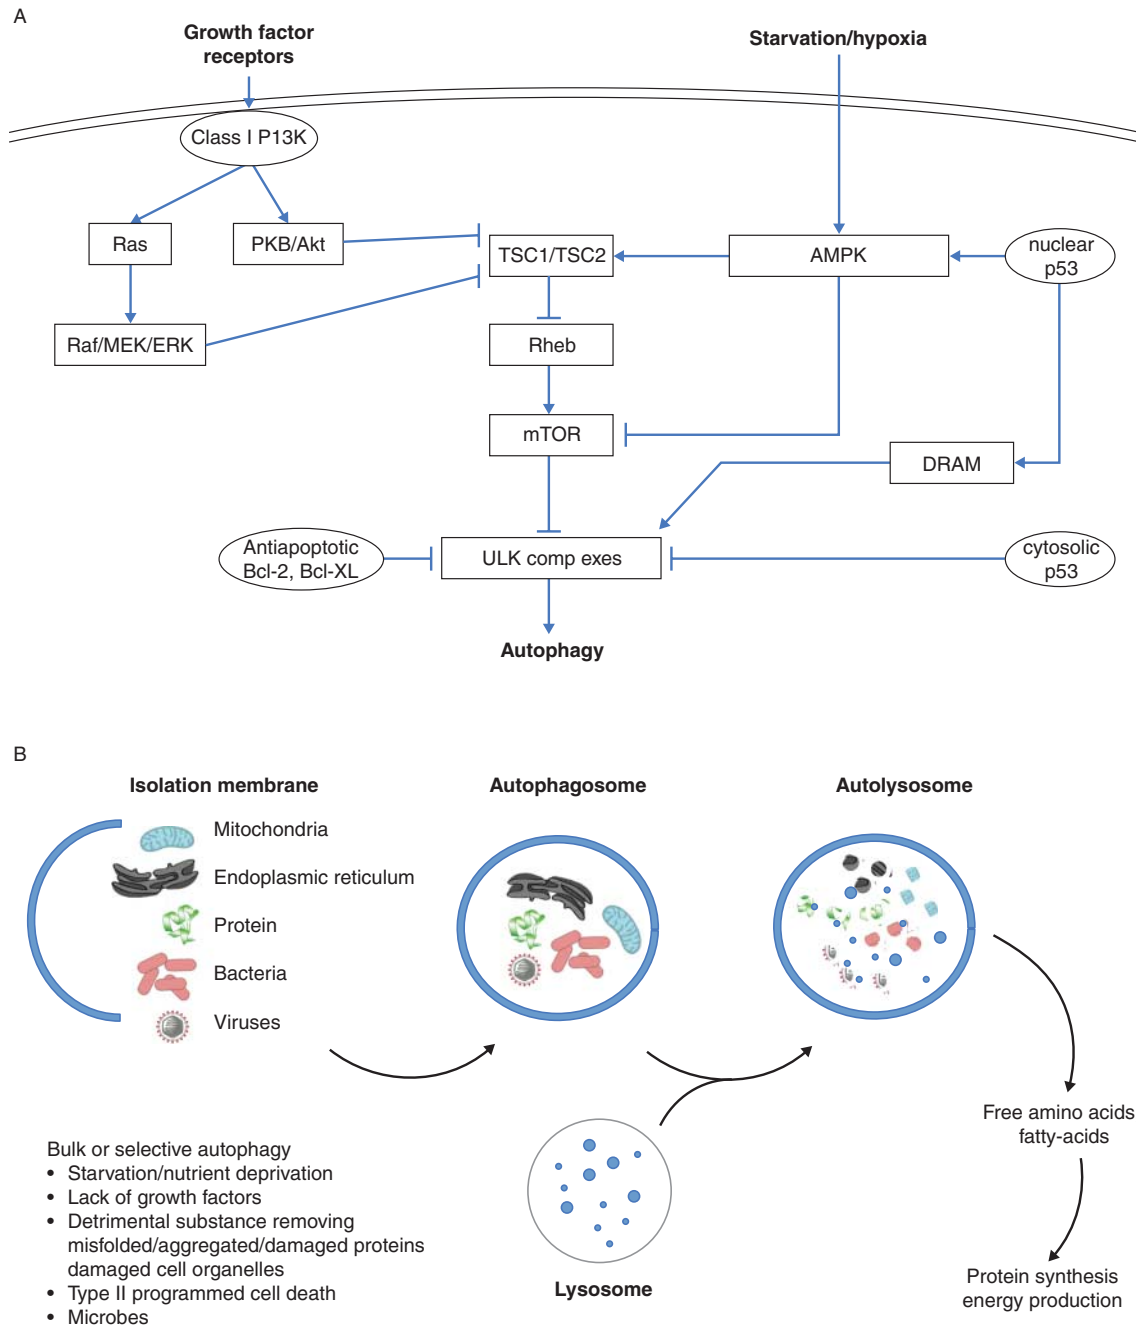 A
Growth factor
receptors
Starvation/hypoxia
Class I P13K
Ras
PKB/Akt
TSC1/TSC2
AMPK
nuclear
p53
Raf/MEK/ERK
Rheb
mTOR
DRAM
Antiapoptotic
Bcl-2, Bcl-XL
ULK comp exes
cytosolic
p53
Autophagy
B
Isolation membrane
Autophagosome
Autolysosome
Mitochondria
Endoplasmic reticulum
Protein
Bacteria
Viruses
Free amino acids
fatty-acids
Bulk or selective autophagy
• Starvation/nutrient deprivation
• Lack of growth factors
• Detrimental substance removing
misfolded/aggregated/damaged proteins
damaged cell organelles
• Type II programmed cell death
• Microbes
Lysosome
Protein synthesis
energy production